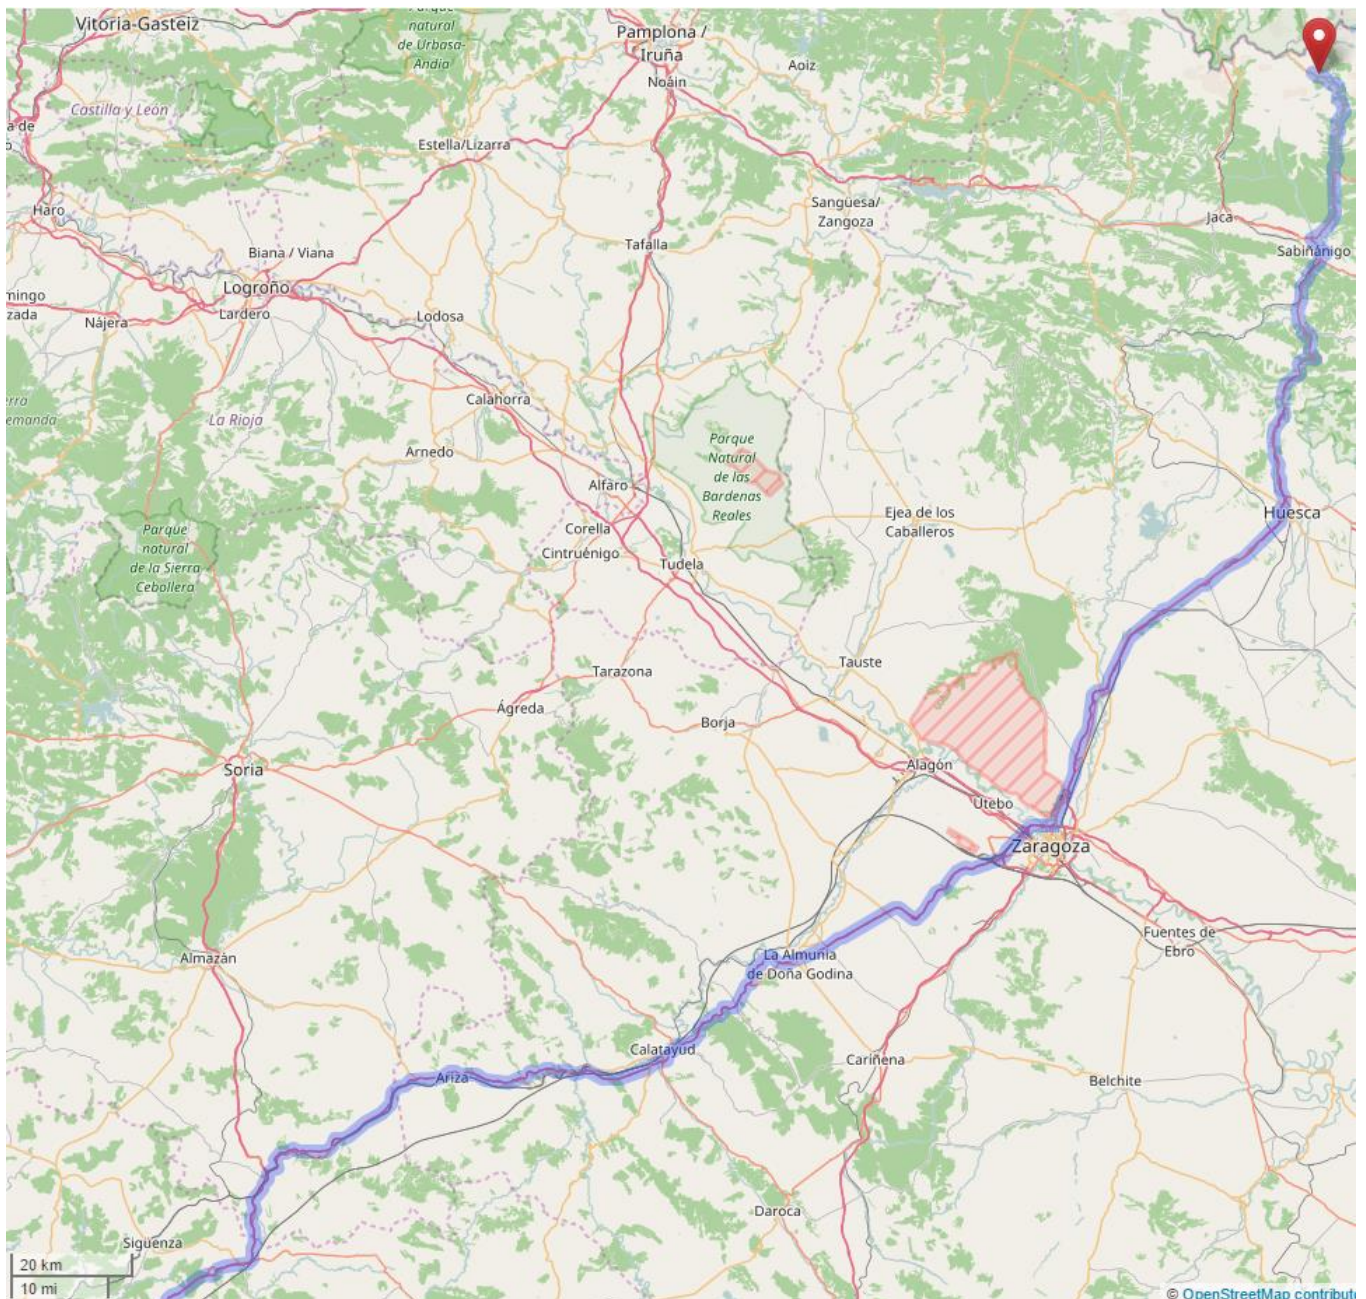 Vitoria-Gasteiz
natural
de Urbasa-
Andia
Pamplona /
Iruña
Noáin
Aoiz
Castilla y León
Estella/Lizarra
Haro
Sangüesa/
Zangoza
Jaca
Sabiñánigo
Biana / Viana
Tafalla
Logroño
Lardero
Nájera
Lodosa
Calahorra
La Rioja
Arnedo
Parque
Natural
de las
Bardenas
Reales
Alfaro
Corella
Cintruénigo
Tudela
Ejea de los
Caballeros
Huesca
Parque
natural
de la Sierra
Cebollera
Tauste
Tarazona
Ágreda
Borja
Soria
Alagón
Utebo
Zaragoza
Fuentes de
Ebro
Almazán
La Almunia
de Doña Godina
Calatayud
Ariza
Cariñena
Belchite
Daroca
Sigüenza
20 km
10 mi
© OpenStreetMap contribut